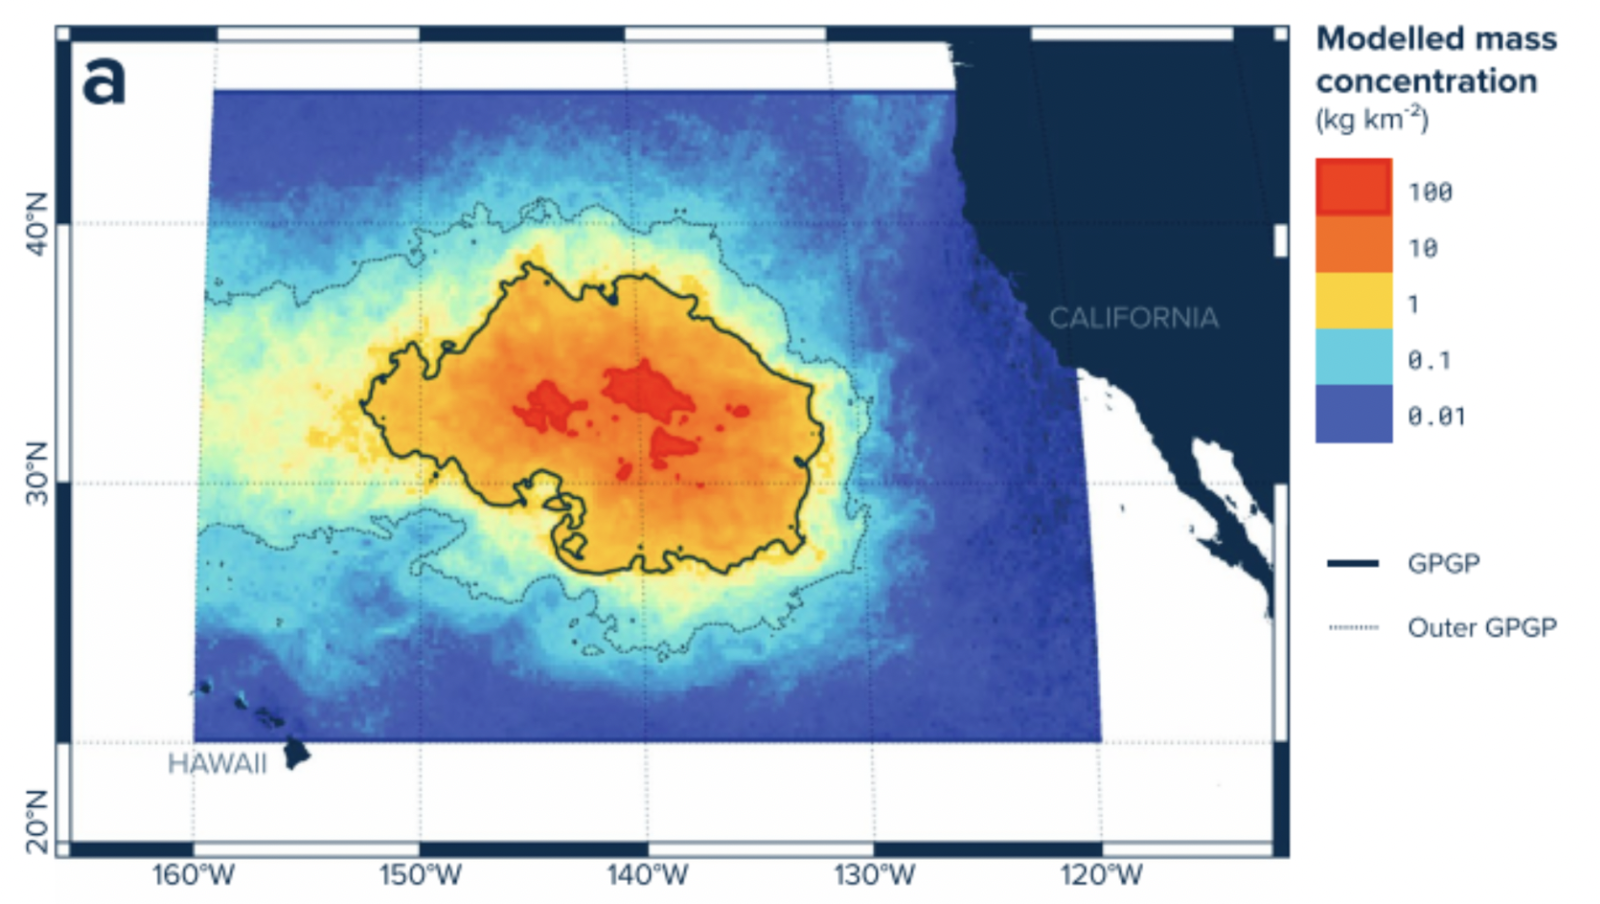 a
Modelled mass
concentration
(kg km⁻²)
100
10
1
0.1
0.01
GPGP
Outer GPGP
CALIFORNIA
HAWAII
40°N
30°N
20°N
160°W
150°W
140°W
130°W
120°W